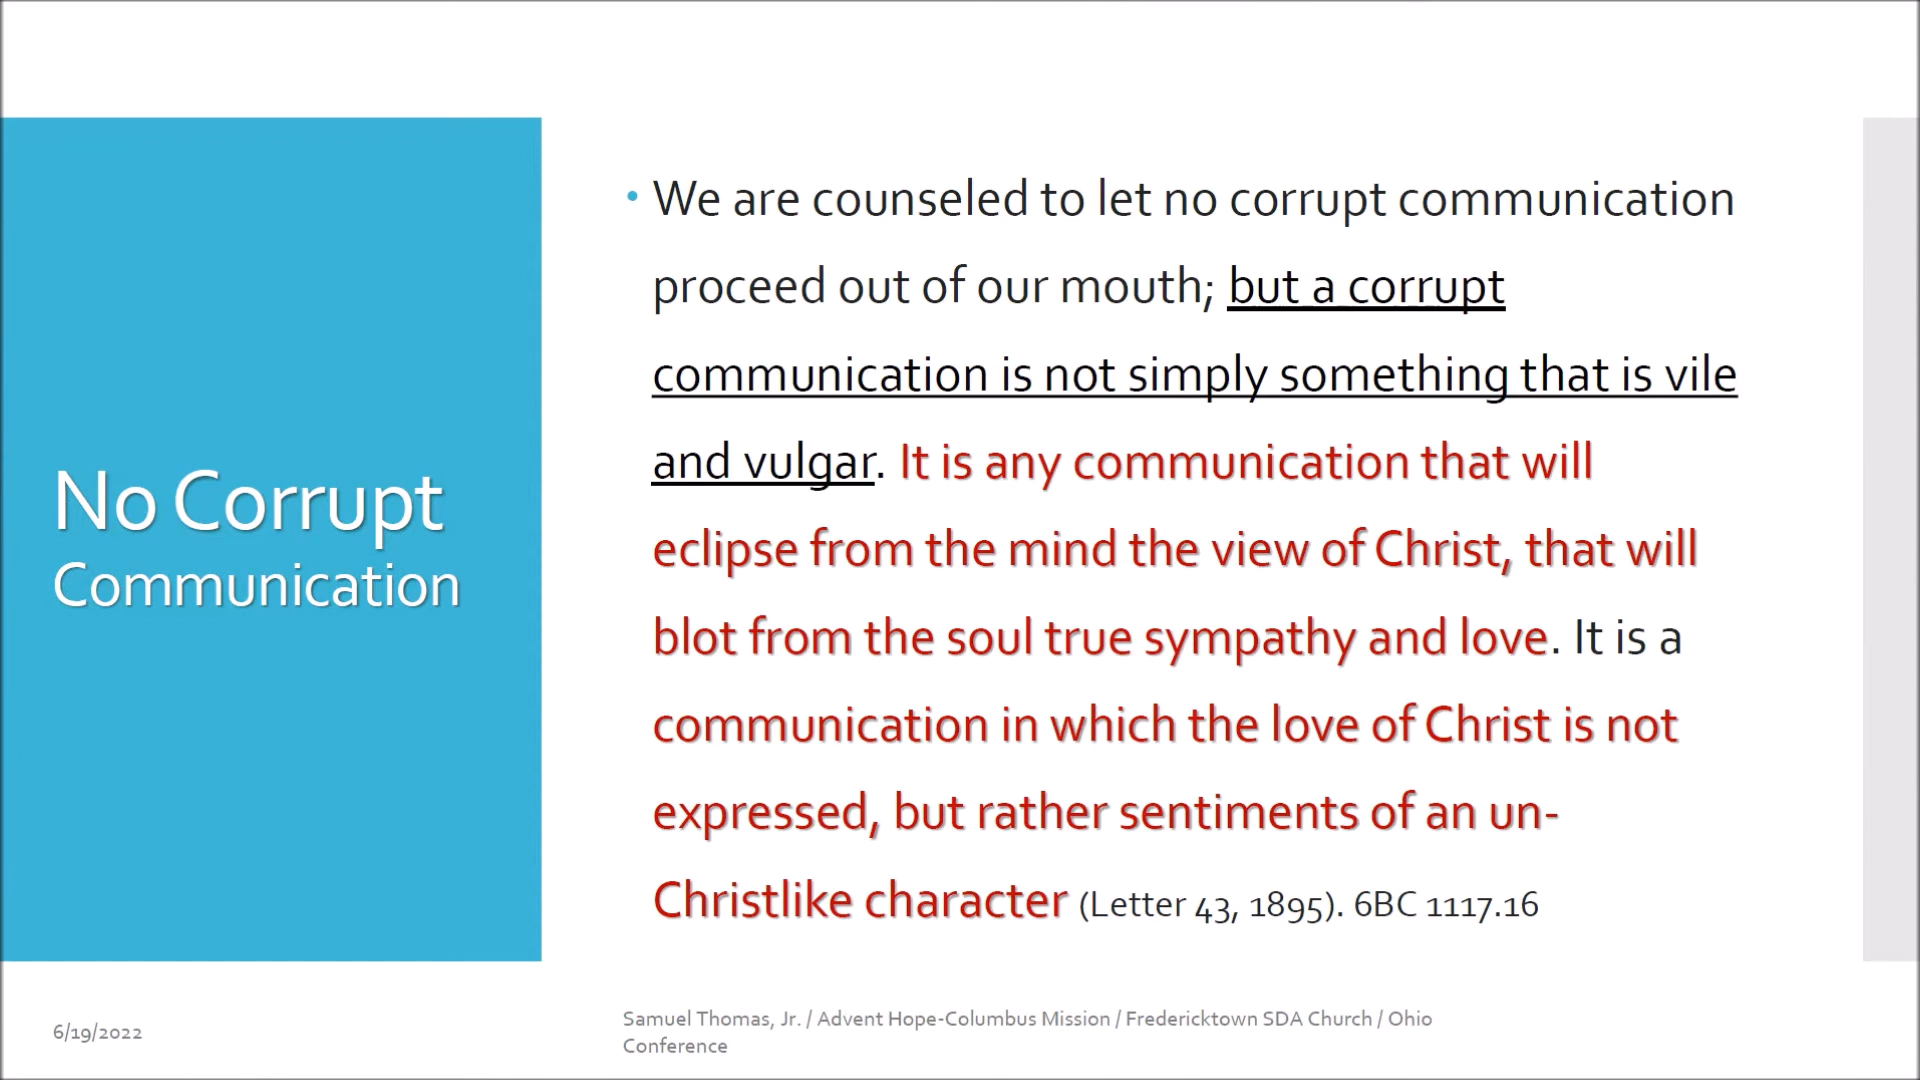 No Corrupt
Communication
• We are counseled to let no corrupt communication
proceed out of our mouth; but a corrupt
communication is not simply something that is vile
and vulgar. It is any communication that will
eclipse from the mind the view of Christ, that will
blot from the soul true sympathy and love. It is a
communication in which the love of Christ is not
expressed, but rather sentiments of an un-
Christlike character (Letter 43, 1895). 6BC 1117.16
6/19/2022
Samuel Thomas, Jr. / Advent Hope-Columbus Mission / Fredericktown SDA Church / Ohio
Conference